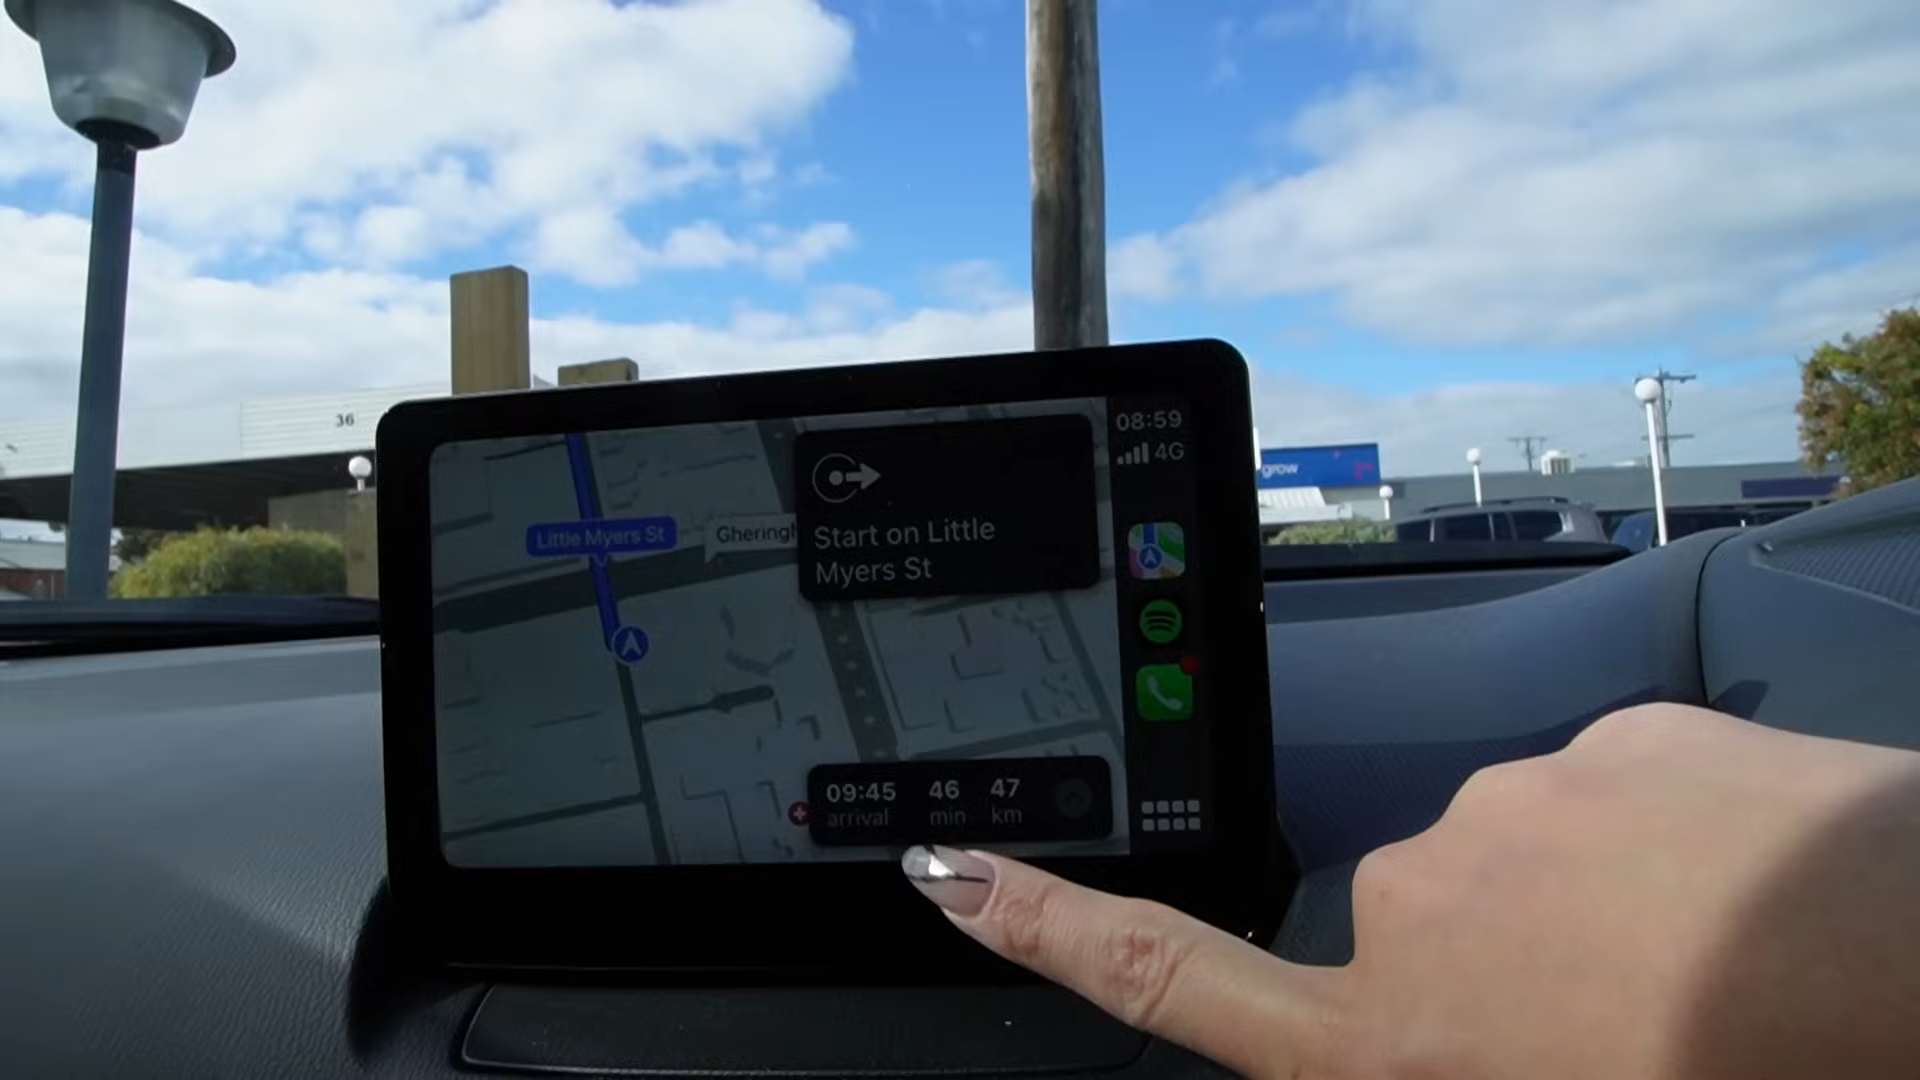 36
grow
08:59
4G
Start on Little
Myers St
Little Myers St
09:45 46 47
arrival min km